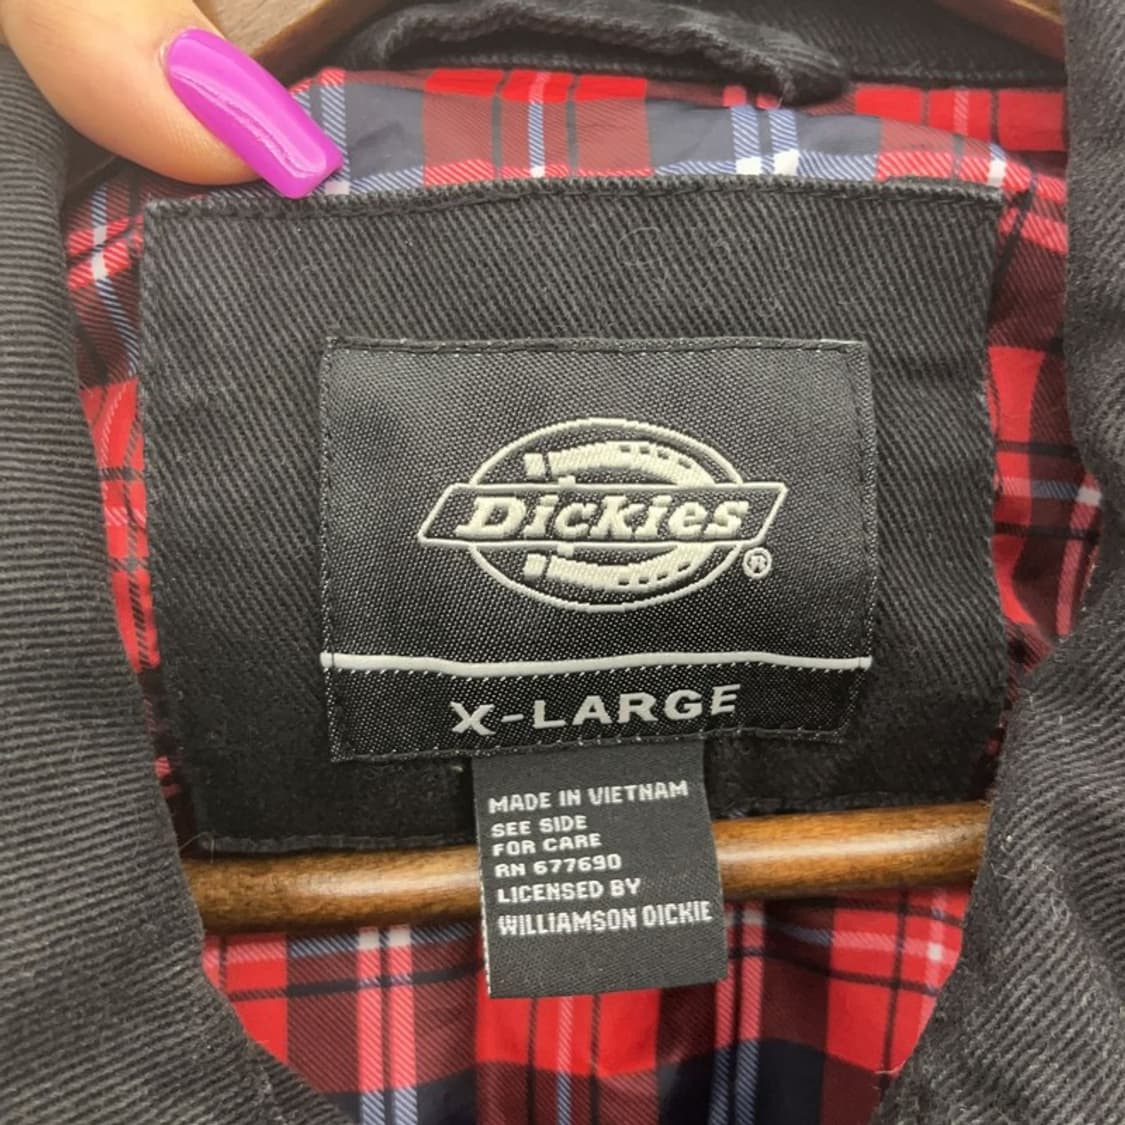 Dickies®
X-LARGE
MADE IN VIETNAM
SEE SIDE
FOR CARE
RN 677690
LICENSED BY
WILLIAMSON DICKIE